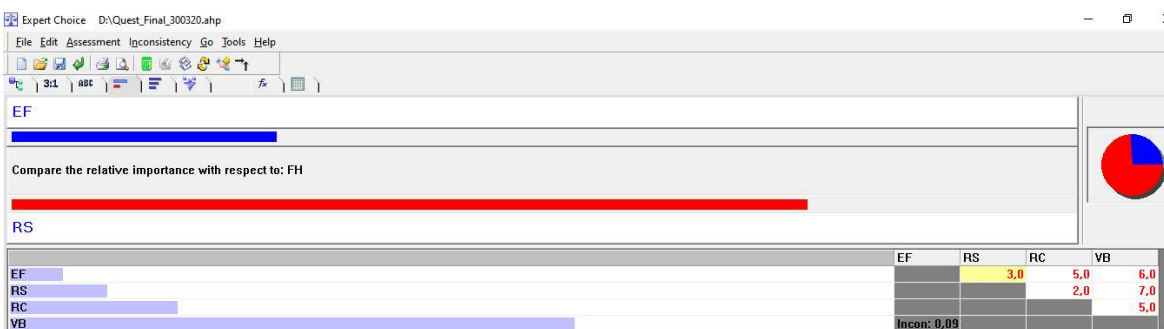 Expert Choice D:\Quest_Final_300320.ahp
File Edit Assessment Inconsistency Go Tools Help
3:1 ABC fx
EF
Compare the relative importance with respect to: FH
RS
EF RS RC VB
EF 3,0 5,0 6,0
RS 2,0 7,0
RC 5,0
VB Incon: 0,09